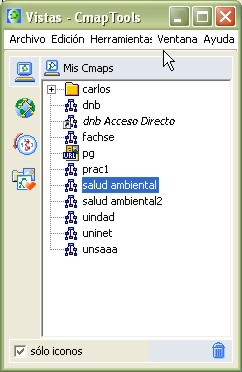 Vistas - CmapTools
Archivo Edición Herramientas Ventana Ayuda
Mis Cmaps
carlos
dnb
dnb Acceso Directo
fachse
URL pg
prac1
salud ambiental
salud ambiental2
uindad
uninet
unsaaa
sólo iconos